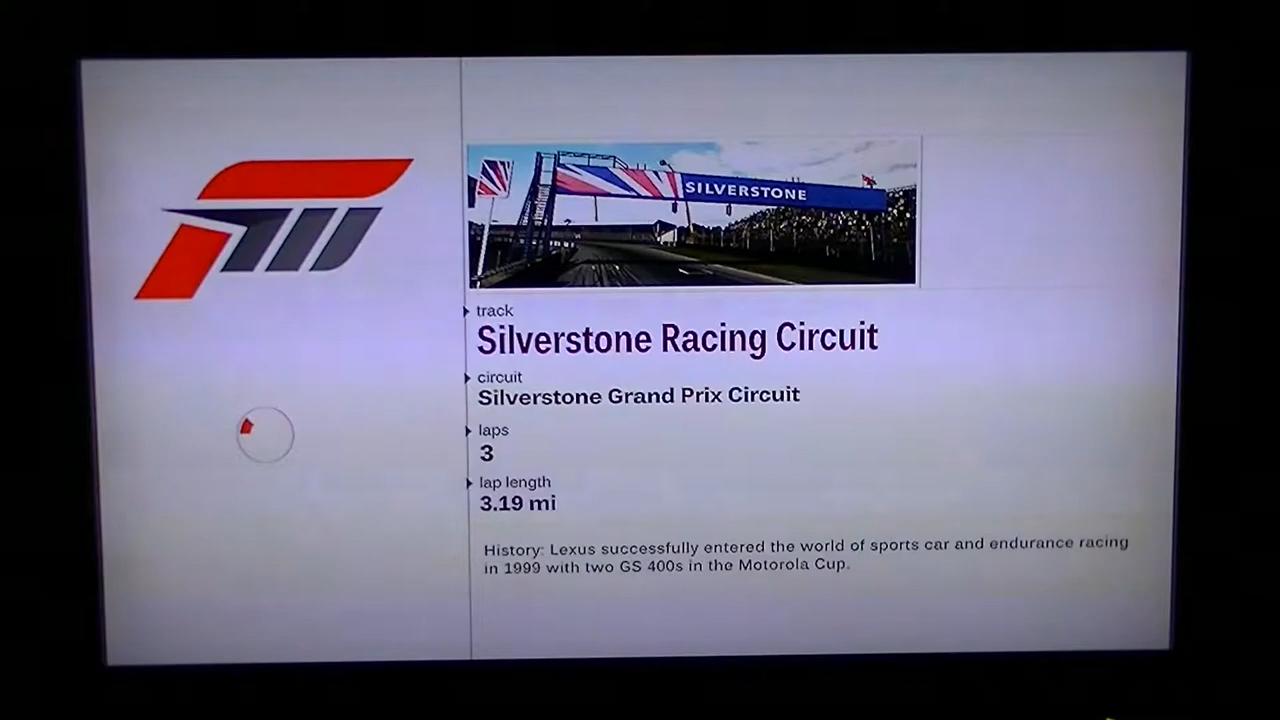 SILVERSTONE
track
Silverstone Racing Circuit
circuit
Silverstone Grand Prix Circuit
laps
3
lap length
3.19 mi
History: Lexus successfully entered the world of sports car and endurance racing
in 1999 with two GS 400s in the Motorola Cup.